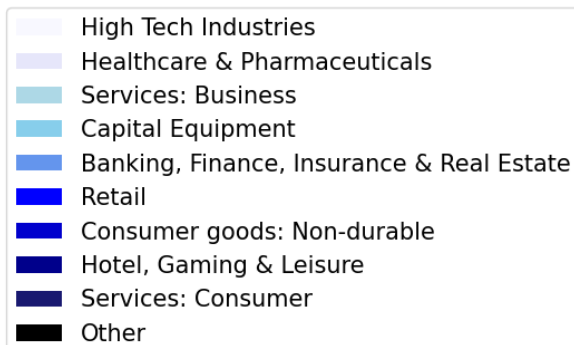 High Tech Industries
Healthcare & Pharmaceuticals
Services: Business
Capital Equipment
Banking, Finance, Insurance & Real Estate
Retail
Consumer goods: Non-durable
Hotel, Gaming & Leisure
Services: Consumer
Other